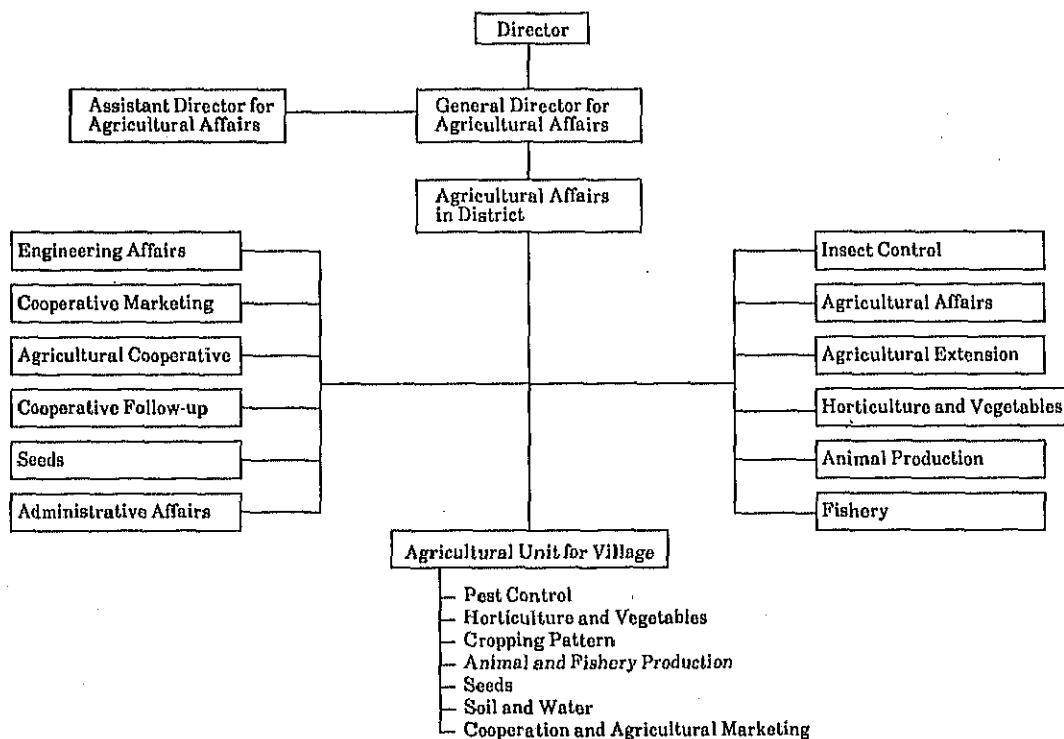 Director
Assistant Director for
Agricultural Affairs
General Director for
Agricultural Affairs
Agricultural Affairs
in District
Engineering Affairs
Cooperative Marketing
Agricultural Cooperative
Cooperative Follow-up
Seeds
Administrative Affairs
Insect Control
Agricultural Affairs
Agricultural Extension
Horticulture and Vegetables
Animal Production
Fishery
Agricultural Unit for Village
Pest Control
Horticulture and Vegetables
Cropping Pattern
Animal and Fishery Production
Seeds
Soil and Water
Cooperation and Agricultural Marketing